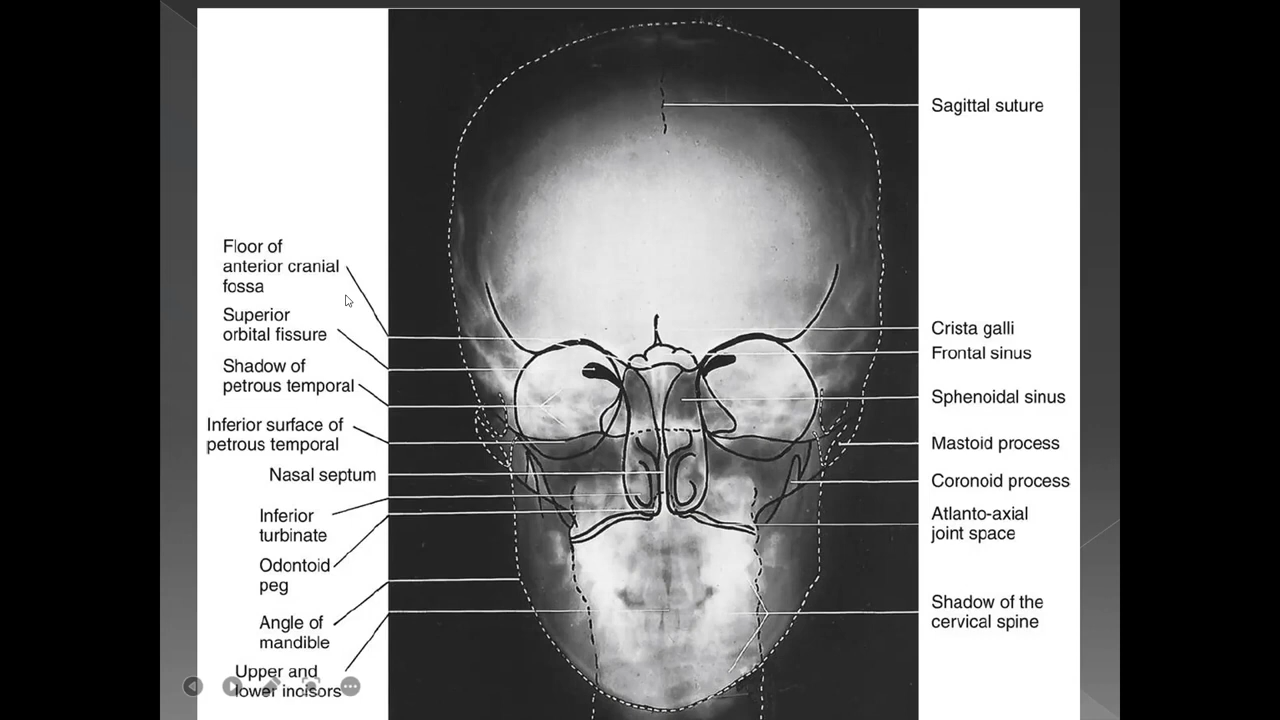 Sagittal suture
Floor of
anterior cranial
fossa
Superior
orbital fissure
Shadow of
petrous temporal
Inferior surface of
petrous temporal
Nasal septum
Inferior
turbinate
Odontoid
peg
Angle of
mandible
Upper and
lower incisors
Crista galli
Frontal sinus
Sphenoidal sinus
Mastoid process
Coronoid process
Atlanto-axial
joint space
Shadow of the
cervical spine